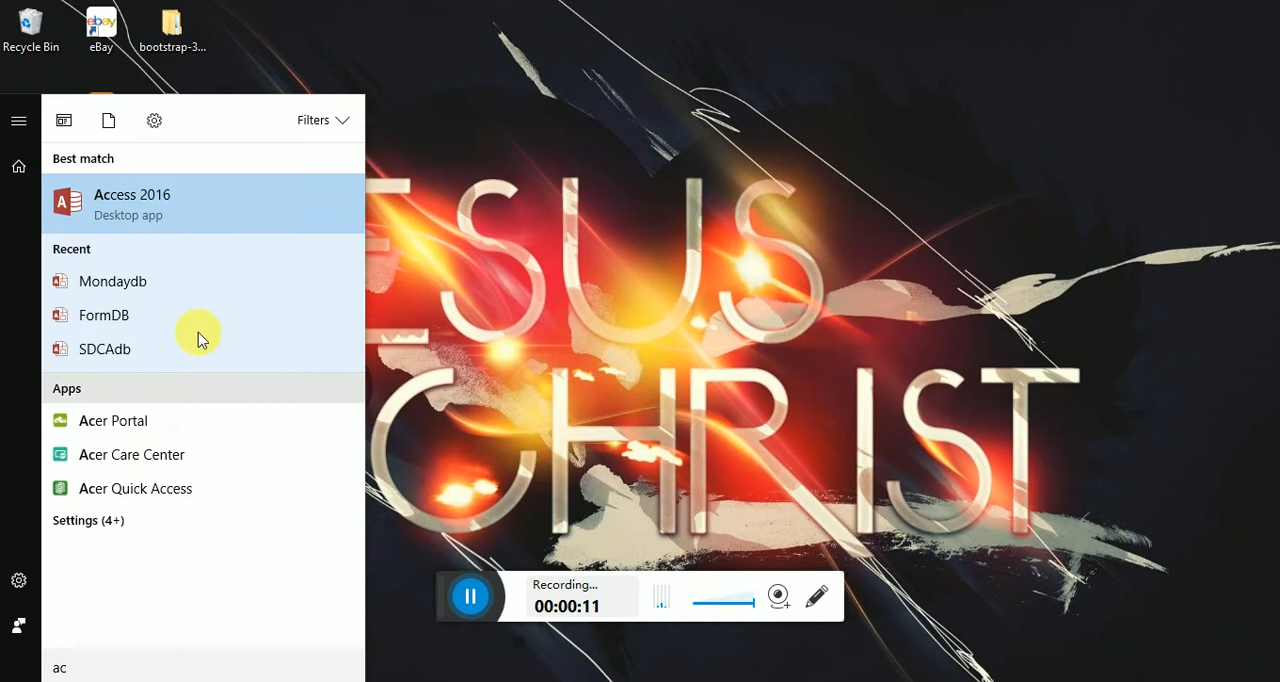 Recycle Bin
eBay
bootstrap-3...
ebay
Filters
Best match
Access 2016
Desktop app
Recent
Mondaydb
FormDB
SDCAdb
Apps
Acer Portal
Acer Care Center
Acer Quick Access
Settings (4+)
ac
ESUS
CHRIST
Recording...
00:00:11